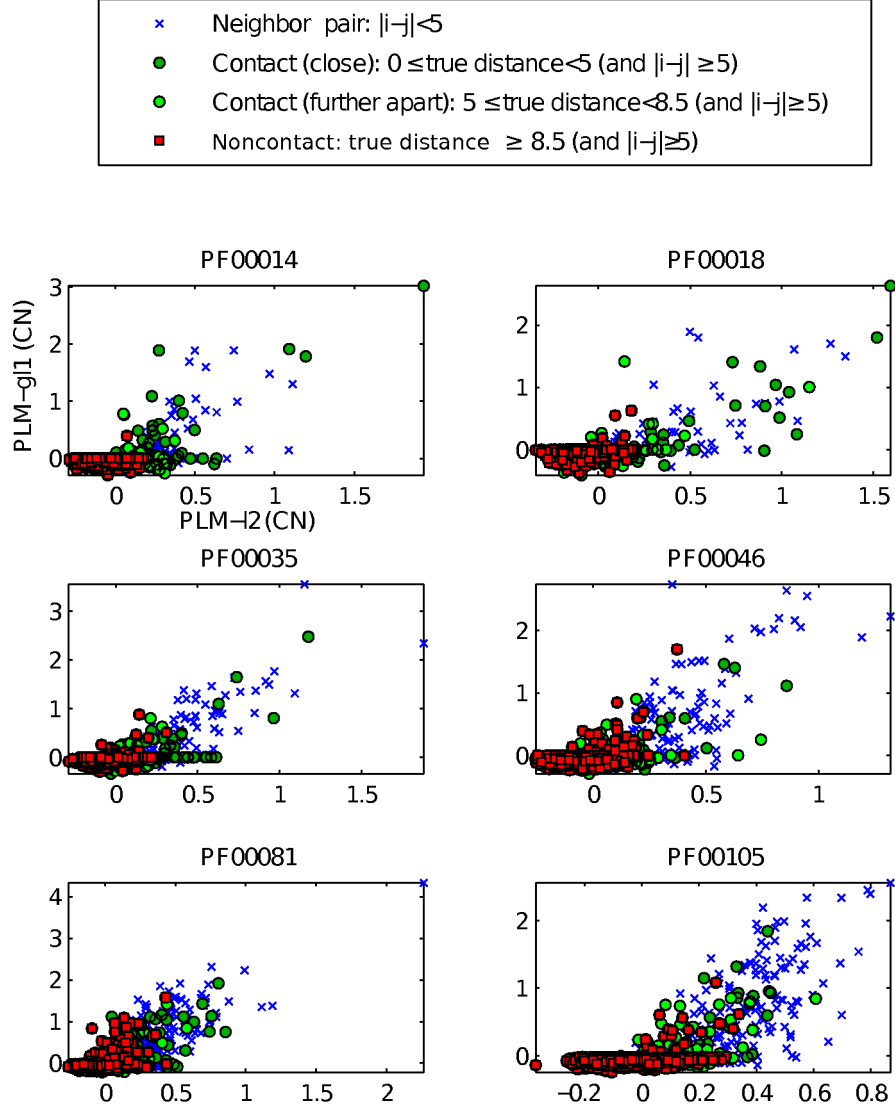 Neighbor pair: |i−j|<5
Contact (close): 0 ≤true distance<5 (and |i−j| ≥5)
Contact (further apart): 5 ≤true distance<8.5 (and |i−j|≥5)
Noncontact: true distance ≥ 8.5 (and |i−j|≥5)
PF00014
PF00018
3
2
1
0
PLM−gl1 (CN)
0 0.5 1 1.5
PLM−l2 (CN)
2
1
0
0 0.5 1 1.5
PF00035
PF00046
3
2
1
0
0 0.5 1 1.5
2
1
0
0 0.5 1
PF00081
PF00105
4
3
2
1
0
0 0.5 1 1.5 2
2
1
0
−0.2 0 0.2 0.4 0.6 0.8